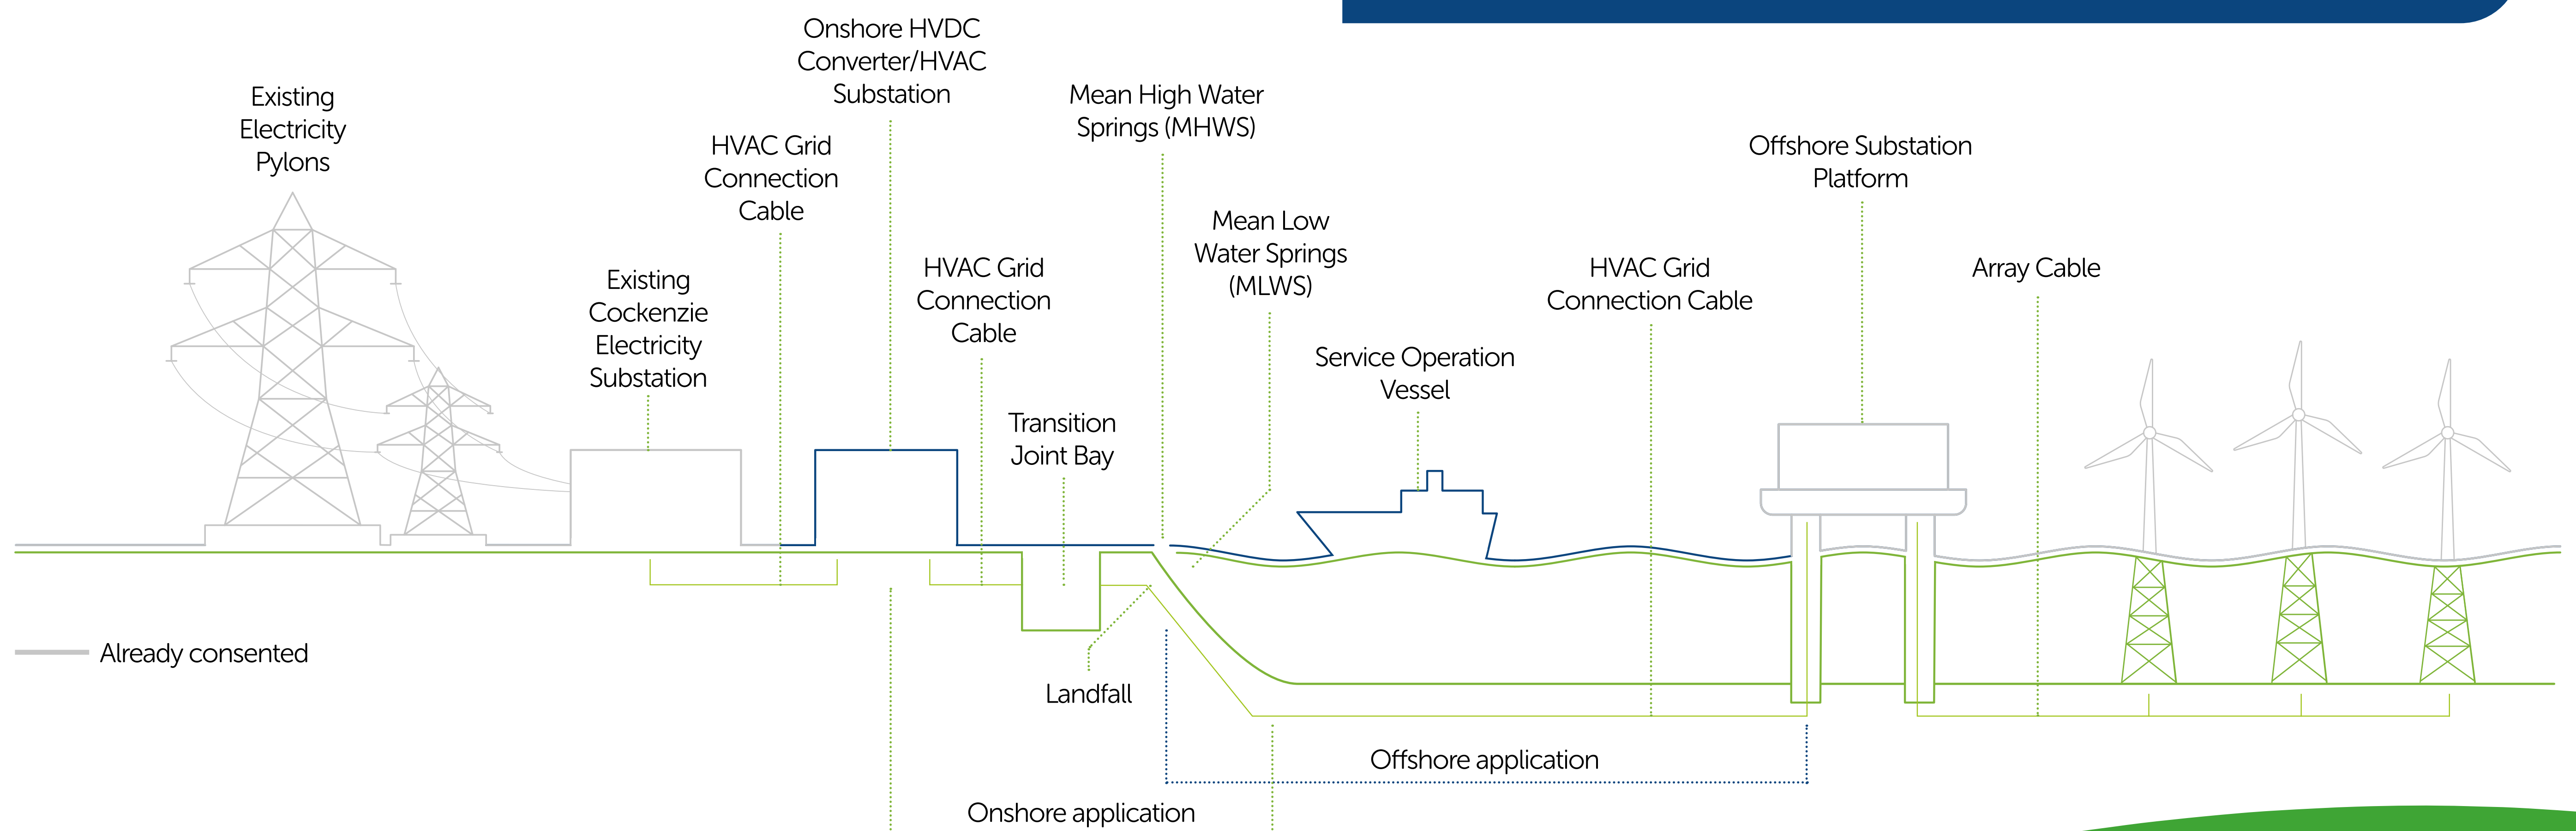 Existing
Electricity
Pylons
Existing
Cockenzie
Electricity
Substation
HVAC Grid
Connection
Cable
Onshore HVDC
Converter/HVAC
Substation
HVAC Grid
Connection
Cable
Transition
Joint Bay
Mean High Water
Springs (MHWS)
Mean Low
Water Springs
(MLWS)
Service Operation
Vessel
HVAC Grid
Connection Cable
Offshore Substation
Platform
Array Cable
Already consented
Landfall
Offshore application
Onshore application